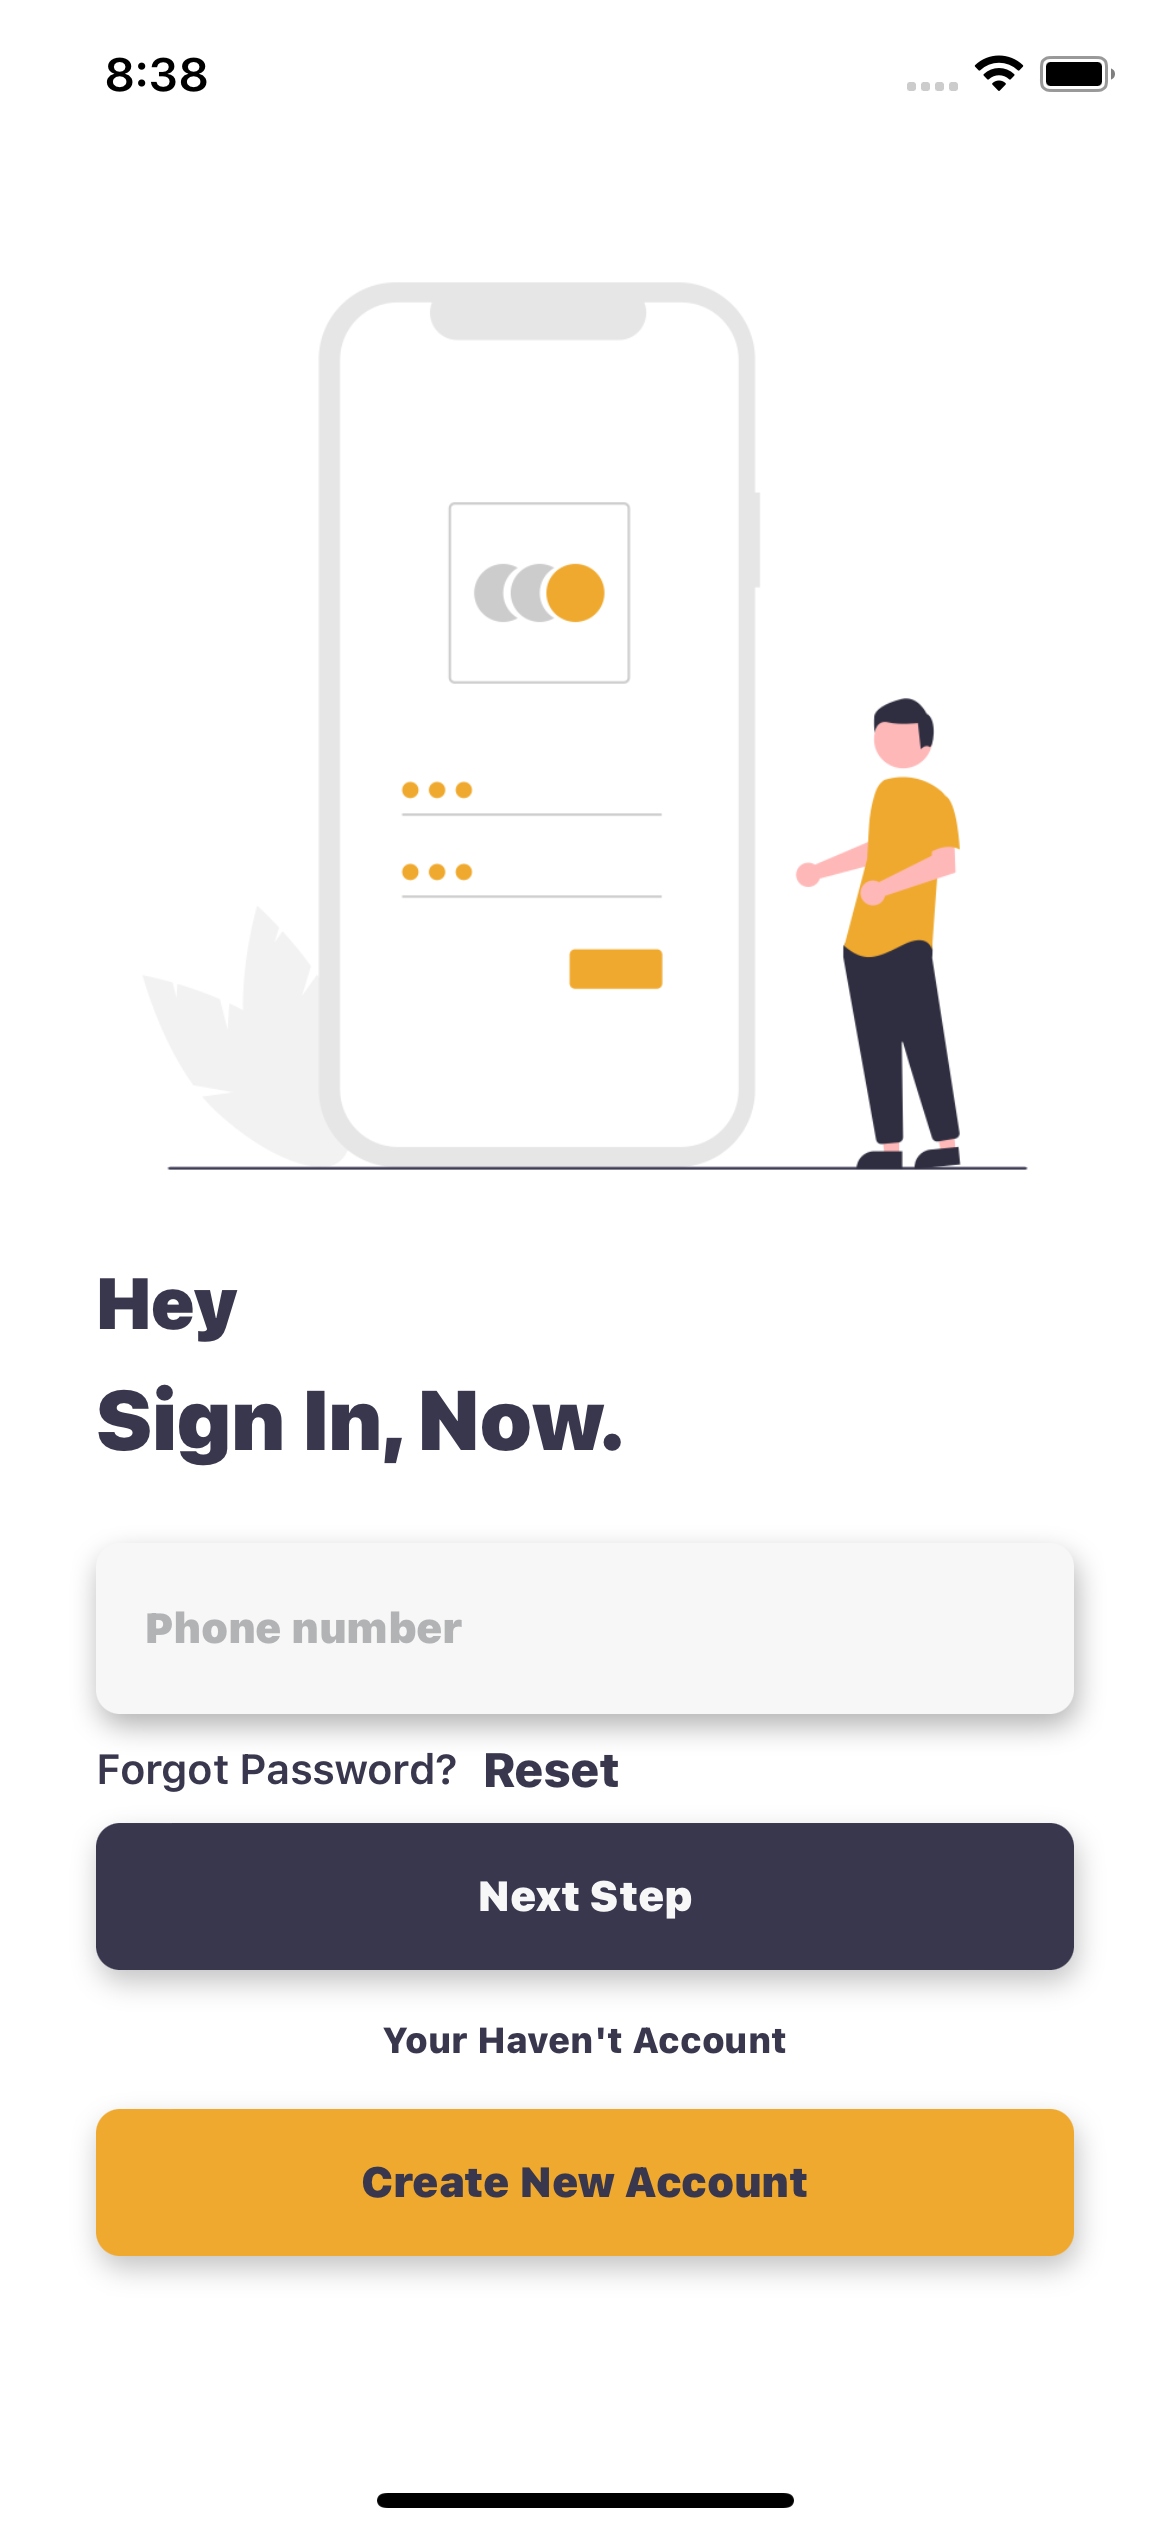 8:38
Hey
Sign In, Now.
Phone number
Forgot Password? Reset
Next Step
Your Haven't Account
Create New Account